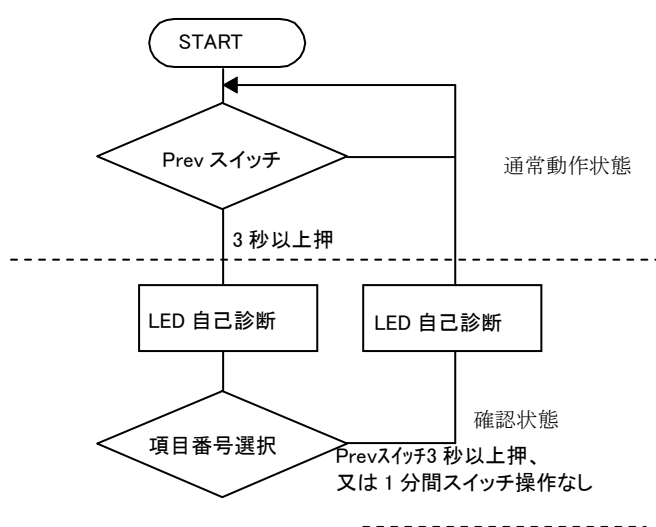 START
Prev スイッチ
通常動作状態
3 秒以上押
LED 自己診断
LED 自己診断
確認状態
項目番号選択
Prevｽｲｯﾁ3 秒以上押、
又は 1 分間スイッチ操作なし